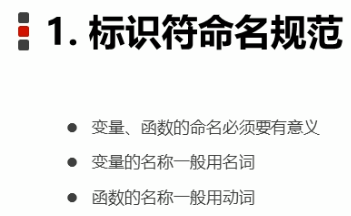 1. 标识符命名规范
● 变量、函数的命名必须要有意义
● 变量的名称一般用名词
● 函数的名称一般用动词